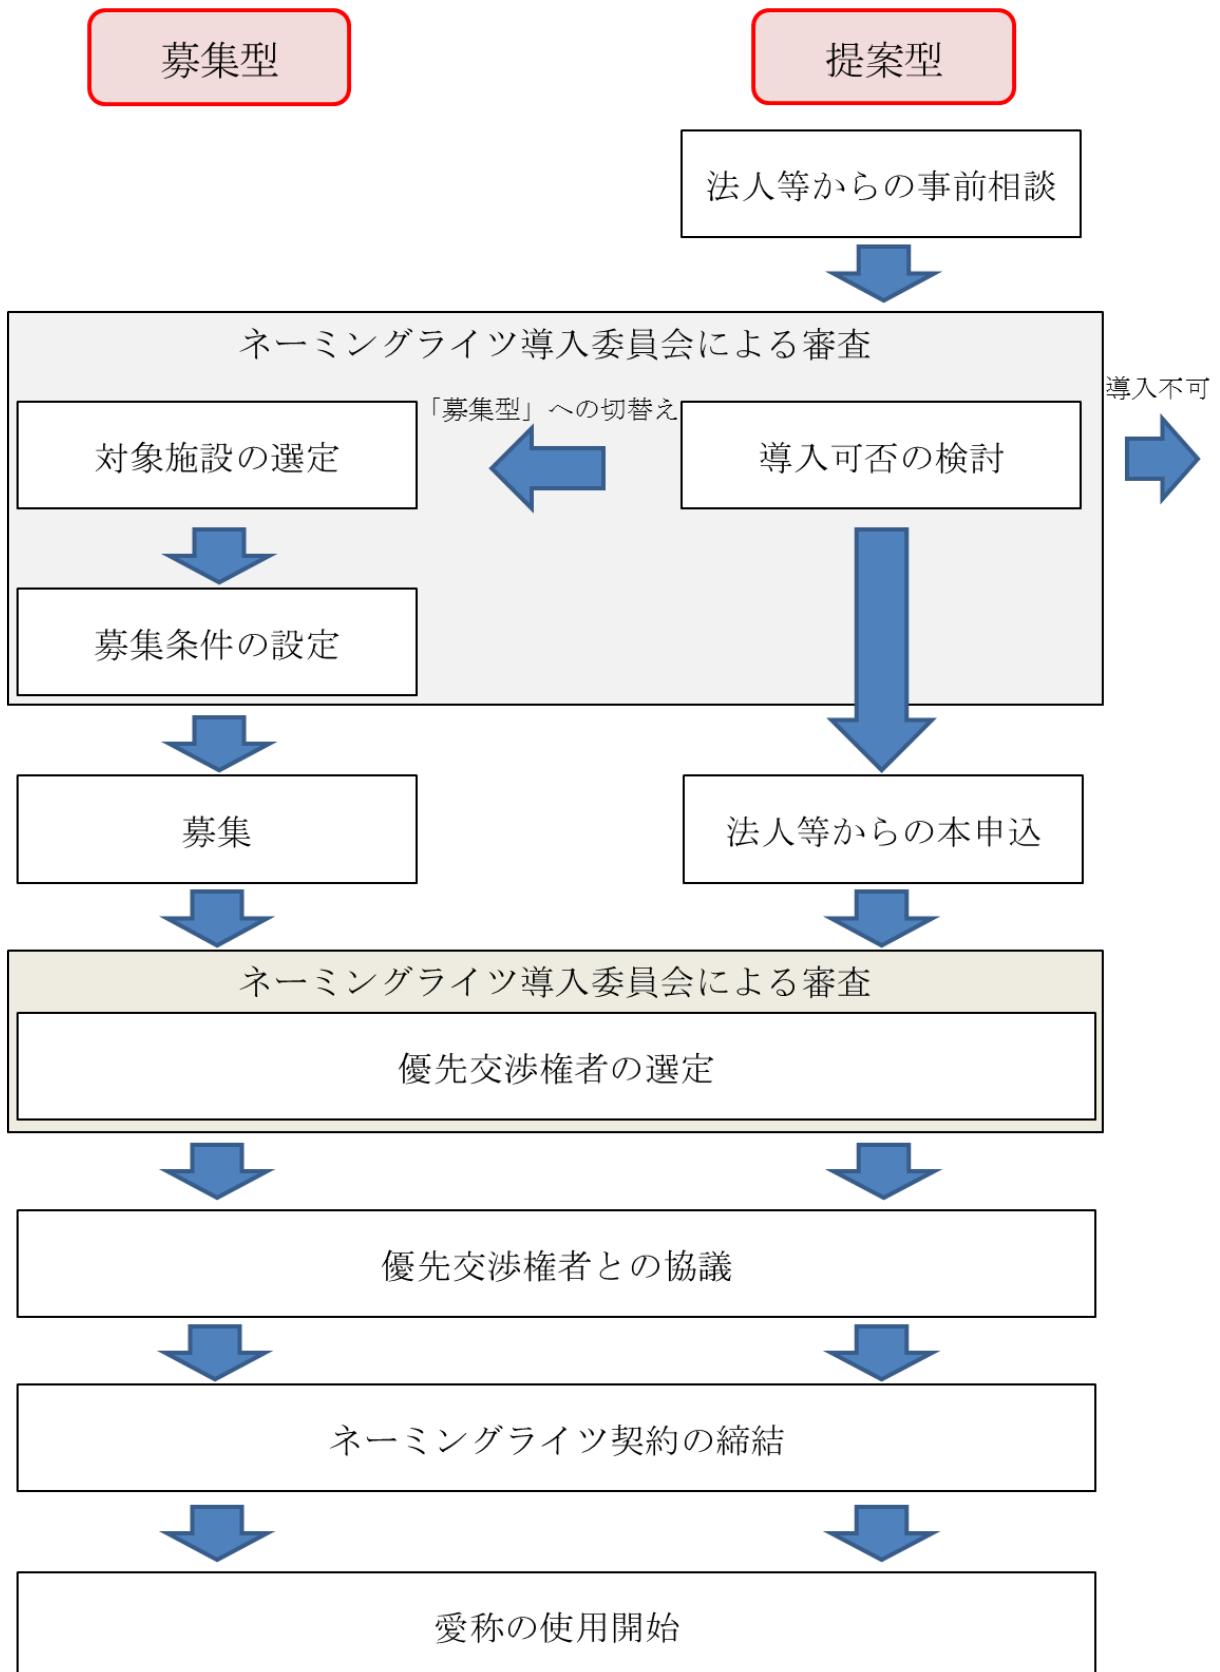 募集型
提案型
法人等からの事前相談
ネーミングライツ導入委員会による審査
導入不可
「募集型」への切替え
対象施設の選定
導入可否の検討
募集条件の設定
募集
法人等からの本申込
ネーミングライツ導入委員会による審査
優先交渉権者の選定
優先交渉権者との協議
ネーミングライツ契約の締結
愛称の使用開始